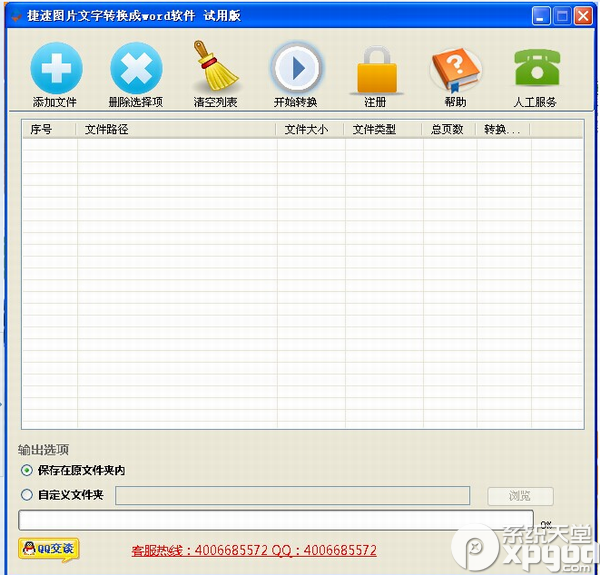 捷速图片文字转换成word软件 试用版
添加文件 删除选择项 清空列表 开始转换 注册 帮助 人工服务
序号 文件路径 文件大小 文件类型 总页数 转换...
输出选项
保存在原文件夹内
自定义文件夹 浏览
0%
QQ交谈 客服热线：4006685572 QQ：4006685572
系统天堂
xpgod